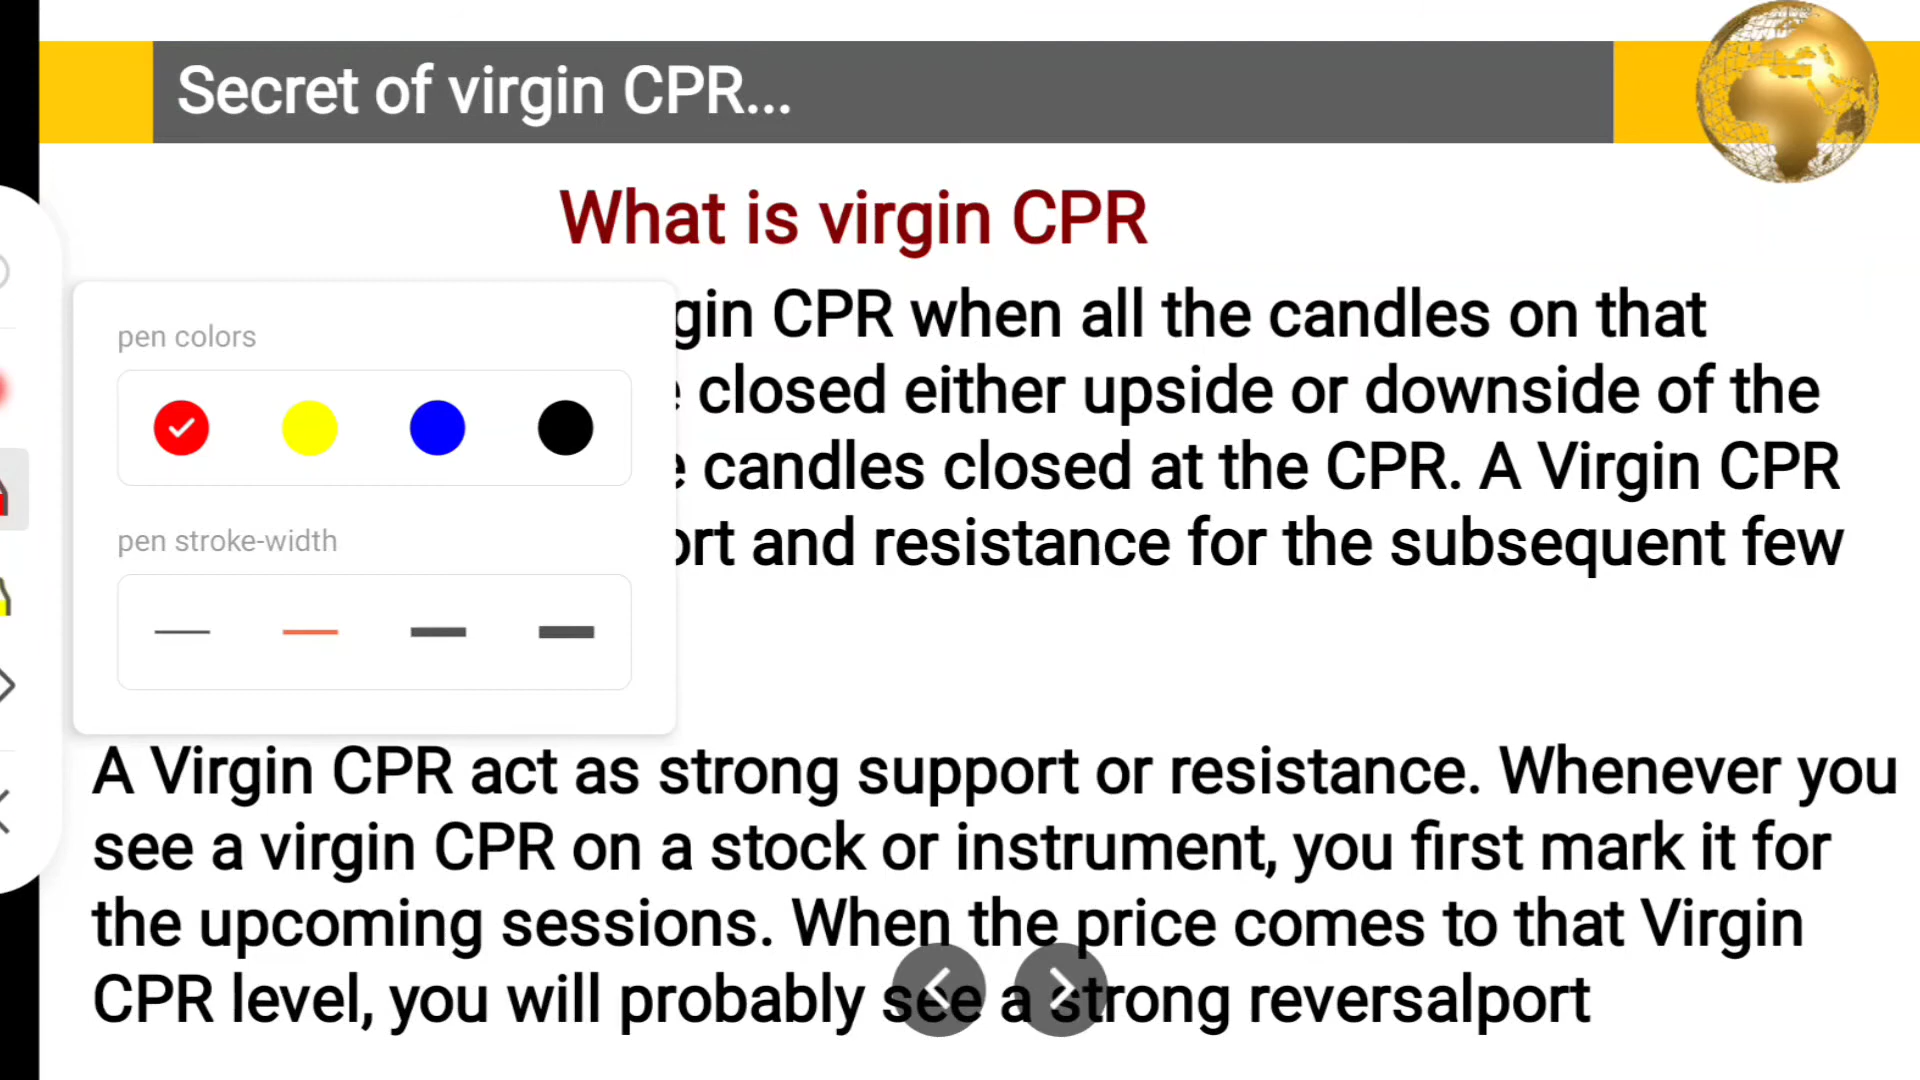 Secret of virgin CPR...
What is virgin CPR
pen colors
gin CPR when all the candles on that
closed either upside or downside of the
candles closed at the CPR. A Virgin CPR
pen stroke-width
ort and resistance for the subsequent few
A Virgin CPR act as strong support or resistance. Whenever you
see a virgin CPR on a stock or instrument, you first mark it for
the upcoming sessions. When the price comes to that Virgin
CPR level, you will probably see a strong reversalport